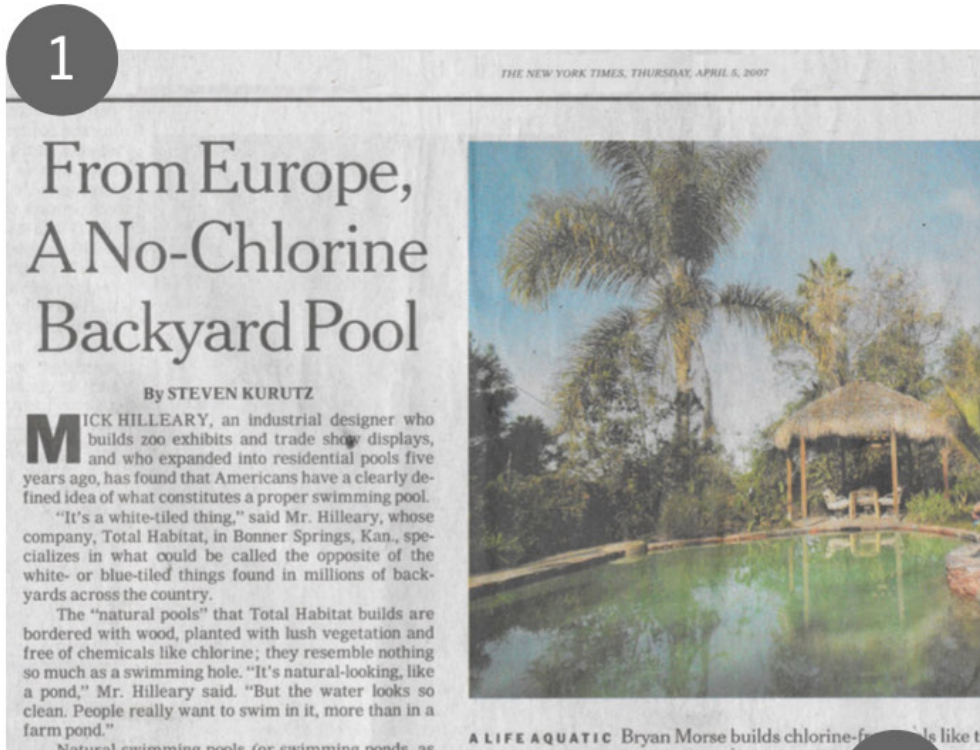 1
THE NEW YORK TIMES, THURSDAY, APRIL 5, 2007
From Europe,
A No-Chlorine
Backyard Pool
By STEVEN KURUTZ
MICK HILLEARY, an industrial designer who
builds zoo exhibits and trade show displays,
and who expanded into residential pools five
years ago, has found that Americans have a clearly de-
fined idea of what constitutes a proper swimming pool.
"It's a white-tiled thing," said Mr. Hilleary, whose
company, Total Habitat, in Bonner Springs, Kan., spe-
cializes in what could be called the opposite of the
white- or blue-tiled things found in millions of back-
yards across the country.
The "natural pools" that Total Habitat builds are
bordered with wood, planted with lush vegetation and
free of chemicals like chlorine; they resemble nothing
so much as a swimming hole. "It's natural-looking, like
a pond," Mr. Hilleary said. "But the water looks so
clean. People really want to swim in it, more than in a
farm pond."
Natural swimming pools (or swimming ponds, as
A LIFE AQUATIC Bryan Morse builds chlorine- like